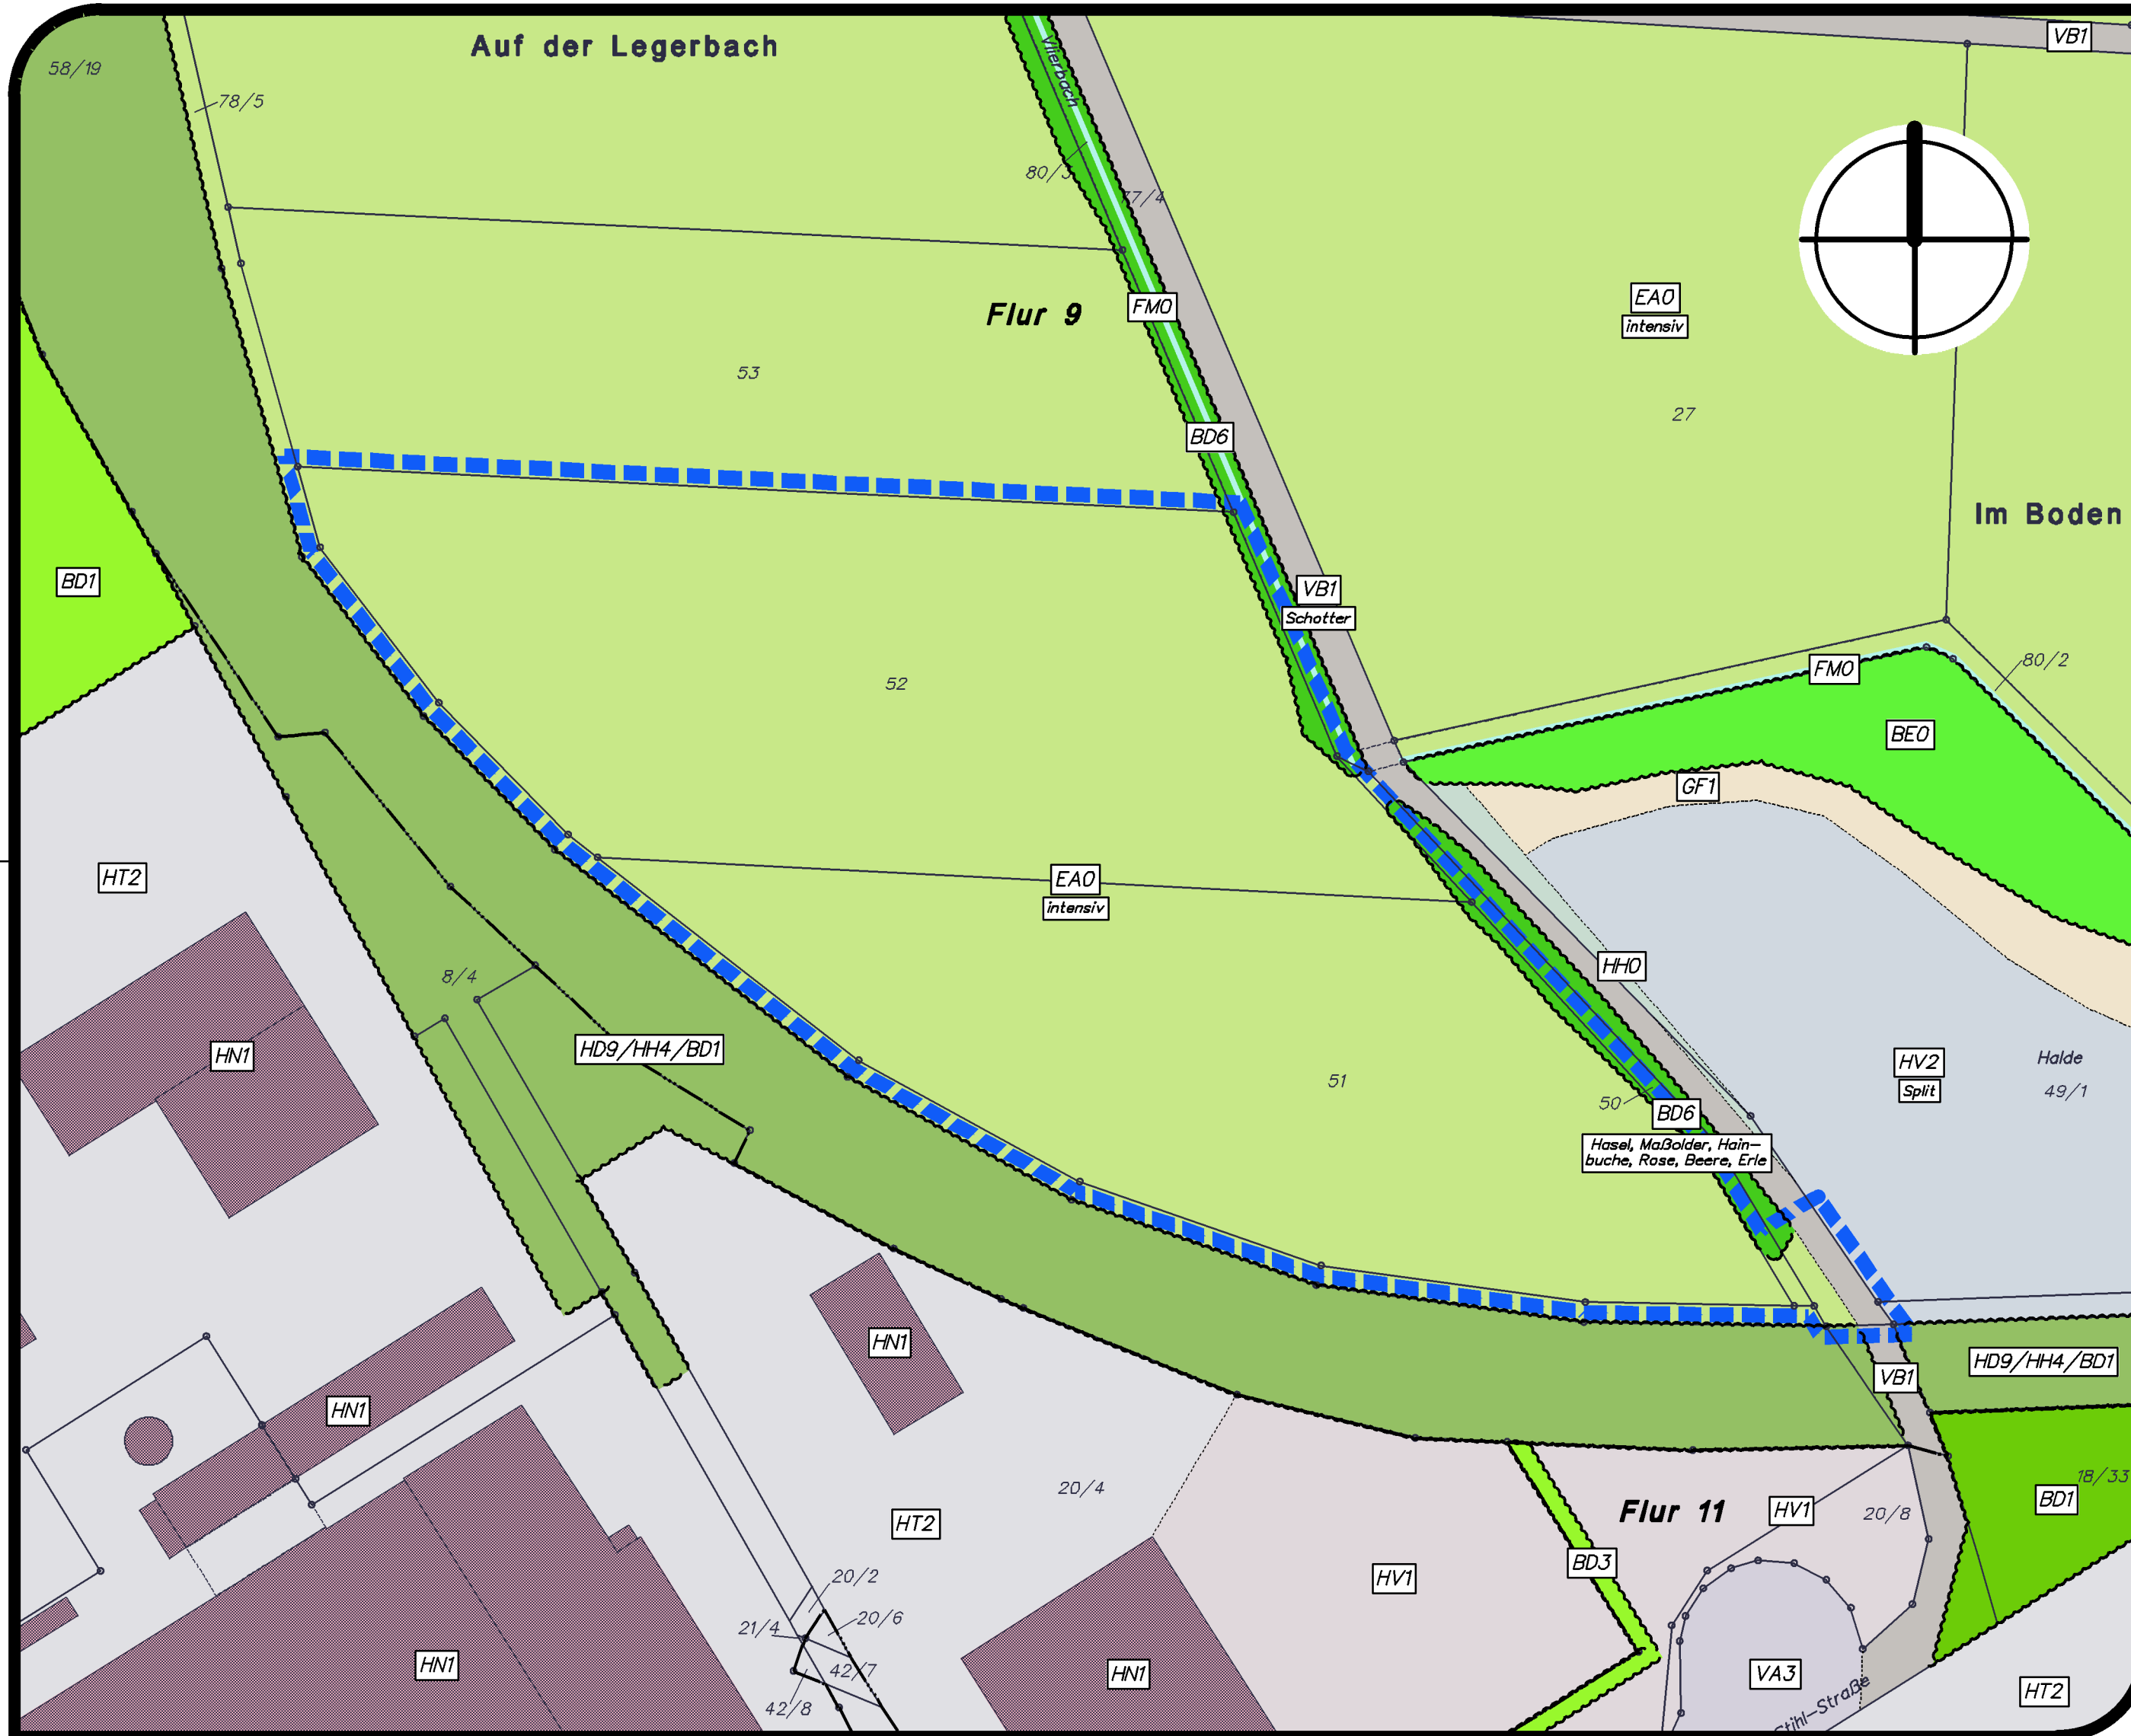 Auf der Legerbach
58/19
VB1
Vlierbach
78/5
80/3
77/4
EA0
intensiv
FM0
Flur 9
53
27
BD6
Im Boden
BD1
VB1
Schotter
80/2
FM0
52
BE0
GF1
HT2
EA0
intensiv
HH0
8/4
HD9/HH4/BD1
HN1
HV2
Split
Halde
49/1
51
50
BD6
Hasel, Maßolder, Hain-
buche, Rose, Beere, Erle
HN1
HD9/HH4/BD1
VB1
HN1
18/33
20/4
BD1
HT2
Flur 11
HV1
20/8
BD3
HV1
20/2
20/6
21/4
42/7
42/8
HN1
HN1
VA3
HT2
Stihl-Straße